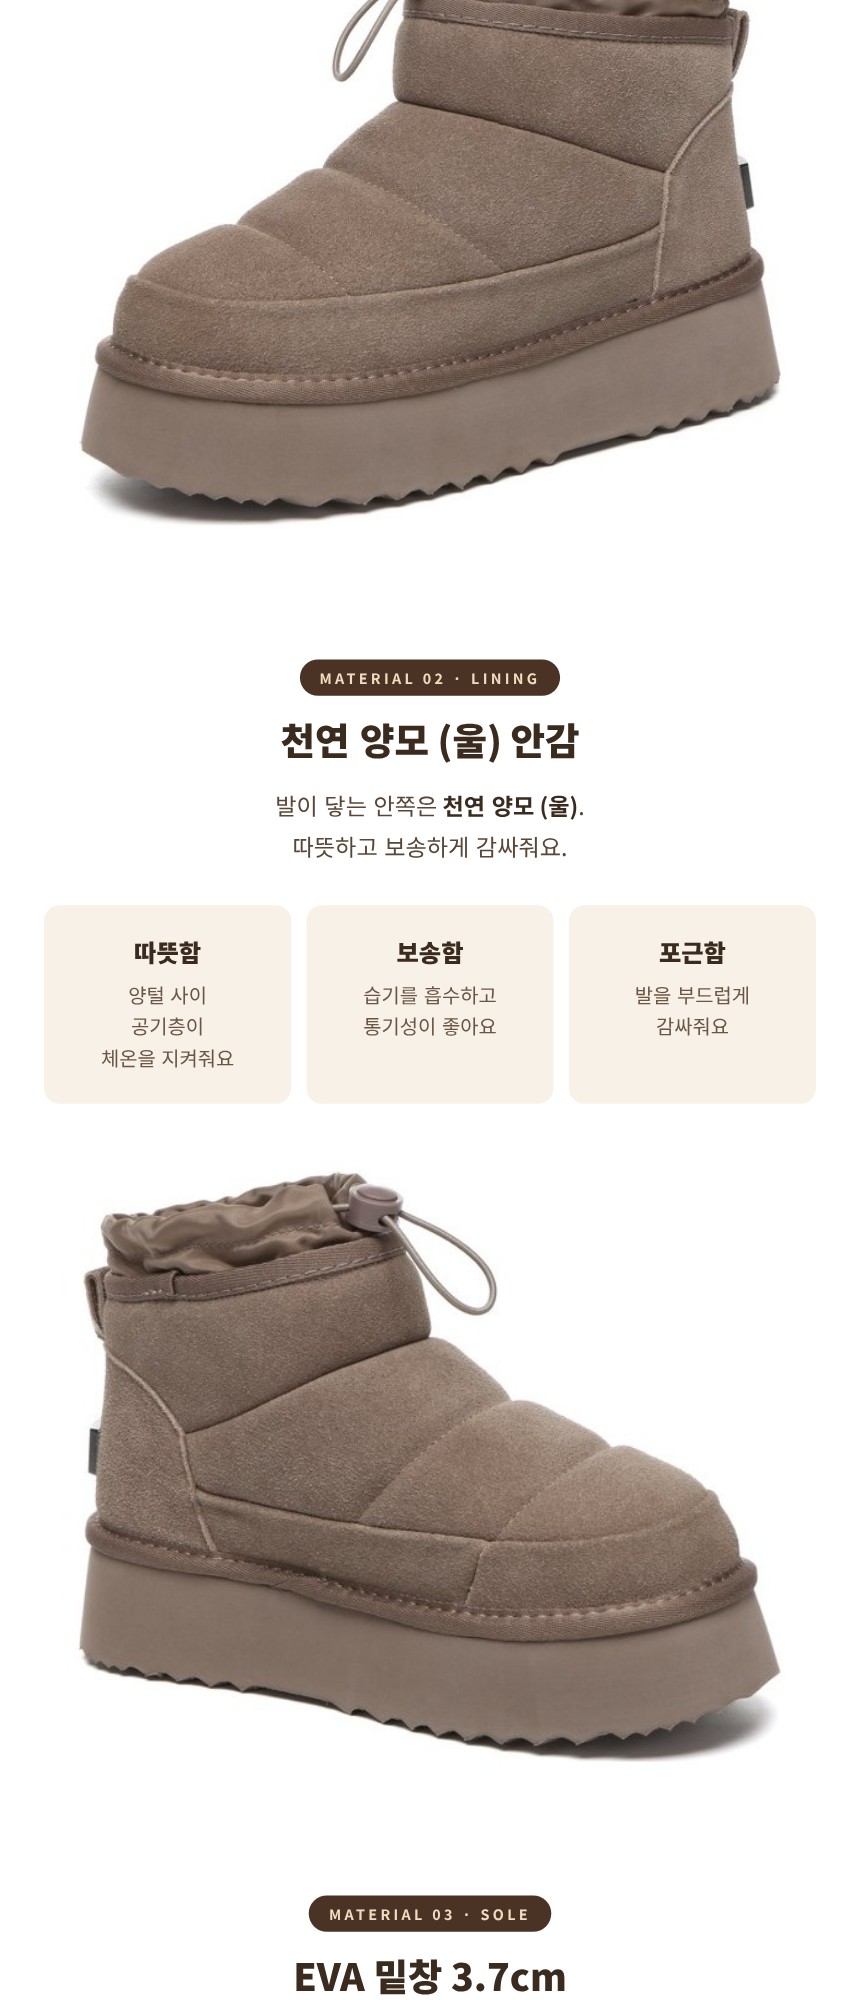 MATERIAL 02 · LINING
천연 양모 (울) 안감
발이 닿는 안쪽은 천연 양모 (울).
따뜻하고 보송하게 감싸줘요.
따뜻함
양털 사이
공기층이
체온을 지켜줘요
보송함
습기를 흡수하고
통기성이 좋아요
포근함
발을 부드럽게
감싸줘요
MATERIAL 03 · SOLE
EVA 밑창 3.7cm